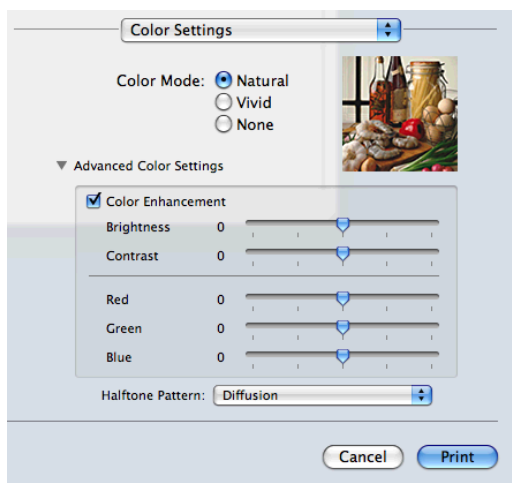 Color Settings
Color Mode: Natural
Vivid
None
Advanced Color Settings
Color Enhancement
Brightness 0
Contrast 0
Red 0
Green 0
Blue 0
Halftone Pattern: Diffusion
Cancel Print